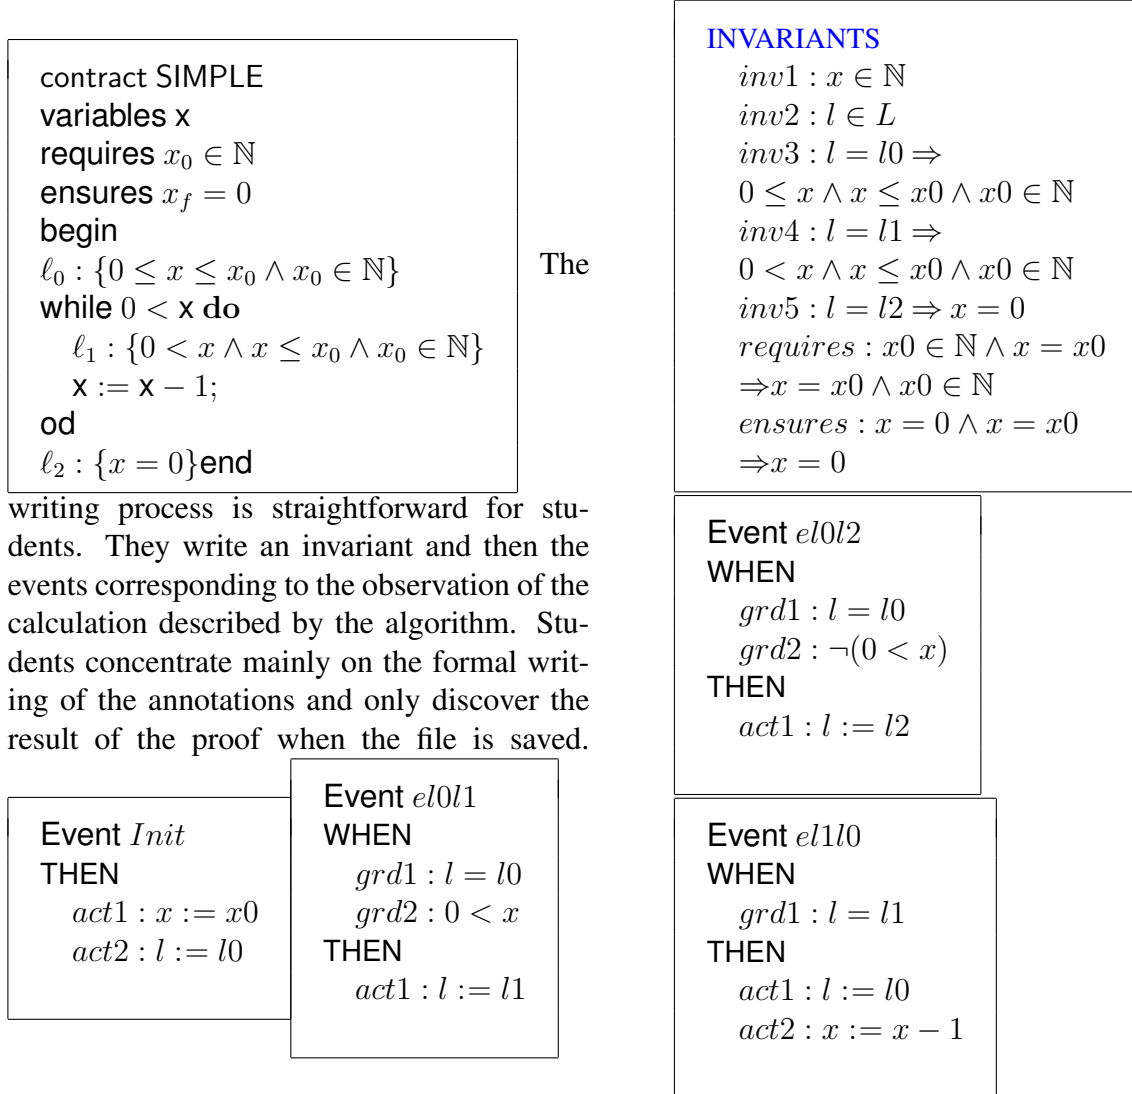 contract SIMPLE
variables x
requires x₀ ∈ ℕ
ensures x_f = 0
begin
ℓ₀ : {0 ≤ x ≤ x₀ ∧ x₀ ∈ ℕ}
while 0 < x do
ℓ₁ : {0 < x ∧ x ≤ x₀ ∧ x₀ ∈ ℕ}
x := x − 1;
od
ℓ₂ : {x = 0}end
The
writing process is straightforward for stu-
dents. They write an invariant and then the
events corresponding to the observation of the
calculation described by the algorithm. Stu-
dents concentrate mainly on the formal writ-
ing of the annotations and only discover the
result of the proof when the file is saved.
Event Init
THEN
act1 : x := x0
act2 : l := l0
Event el0l1
WHEN
grd1 : l = l0
grd2 : 0 < x
THEN
act1 : l := l1
INVARIANTS
inv1 : x ∈ ℕ
inv2 : l ∈ L
inv3 : l = l0 ⇒
0 ≤ x ∧ x ≤ x0 ∧ x0 ∈ ℕ
inv4 : l = l1 ⇒
0 < x ∧ x ≤ x0 ∧ x0 ∈ ℕ
inv5 : l = l2 ⇒ x = 0
requires : x0 ∈ ℕ ∧ x = x0
⇒x = x0 ∧ x0 ∈ ℕ
ensures : x = 0 ∧ x = x0
⇒x = 0
Event el0l2
WHEN
grd1 : l = l0
grd2 : ¬(0 < x)
THEN
act1 : l := l2
Event el1l0
WHEN
grd1 : l = l1
THEN
act1 : l := l0
act2 : x := x − 1